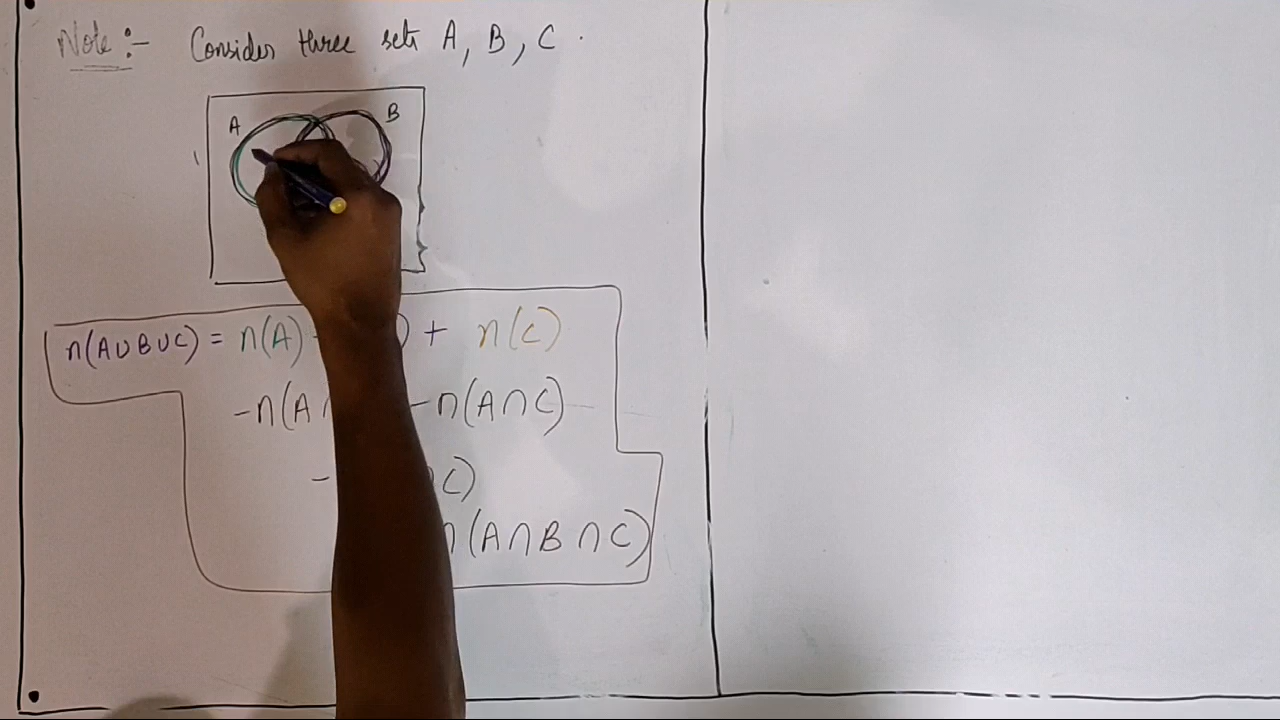 Note :- Consider three sets A, B, C .
A B
n(A∪B∪C) = n(A) ) + n(C)
-n(A∩ -n(A∩C)
- ∩C)
n(A∩B∩C)